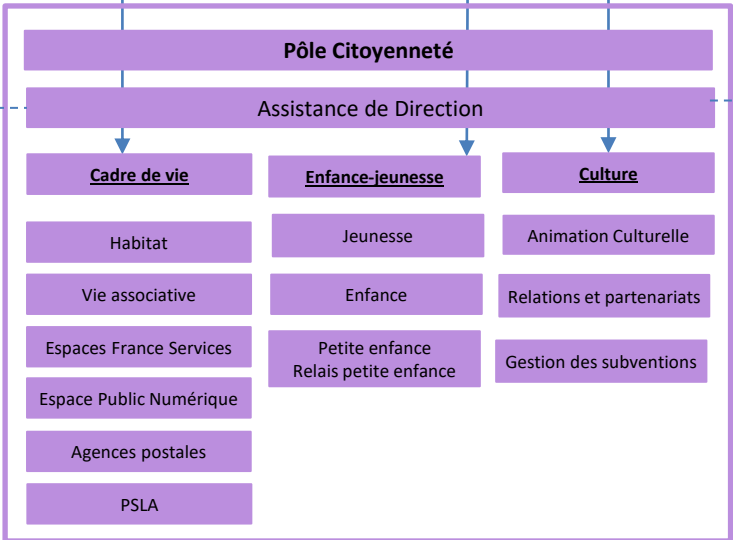 Pôle Citoyenneté
Assistance de Direction
Cadre de vie
Habitat
Vie associative
Espaces France Services
Espace Public Numérique
Agences postales
PSLA
Enfance-jeunesse
Jeunesse
Enfance
Petite enfance
Relais petite enfance
Culture
Animation Culturelle
Relations et partenariats
Gestion des subventions